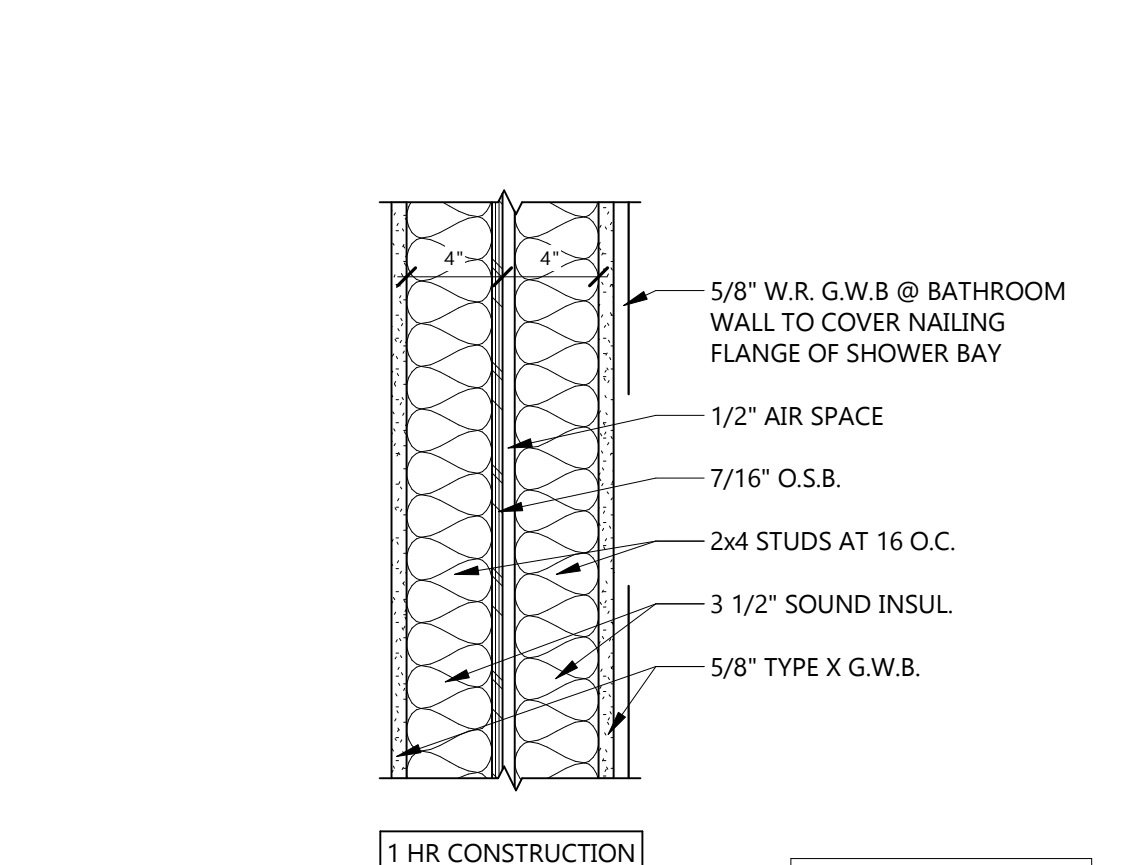 4" 4"
5/8" W.R. G.W.B @ BATHROOM
WALL TO COVER NAILING
FLANGE OF SHOWER BAY
1/2" AIR SPACE
7/16" O.S.B.
2x4 STUDS AT 16 O.C.
3 1/2" SOUND INSUL.
5/8" TYPE X G.W.B.
1 HR CONSTRUCTION